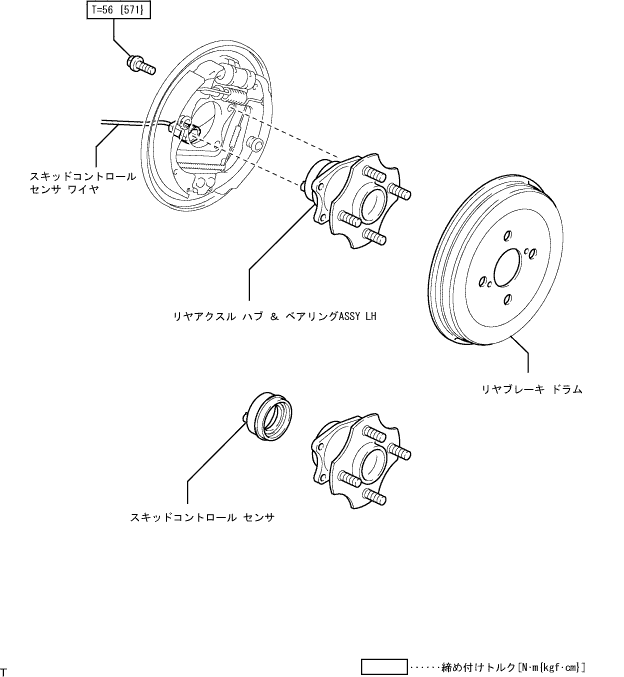 T=56 {571}
スキッドコントロール
センサ ワイヤ
リヤアクスル ハブ & ベアリングASSY LH
リヤブレーキ ドラム
スキッドコントロール センサ
······締め付けトルク[N·m{kgf·cm}]
T